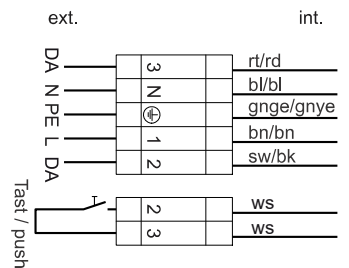 ext. int.
DA 3 rt/rd
N N bl/bl
PE gnge/gnye
L 1 bn/bn
DA 2 sw/bk
Tast / push
2 ws
3 ws